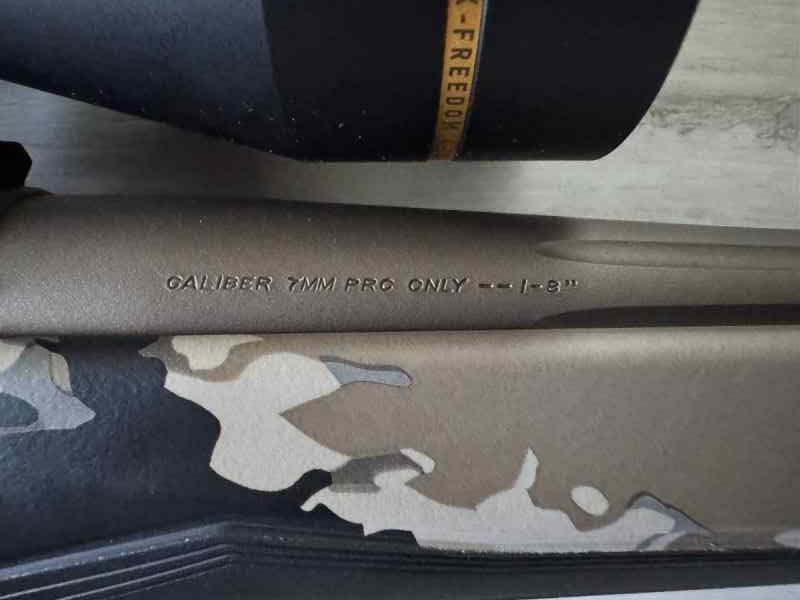 X-FREEDOM
CALIBER 7MM PRC ONLY -- 1-8"